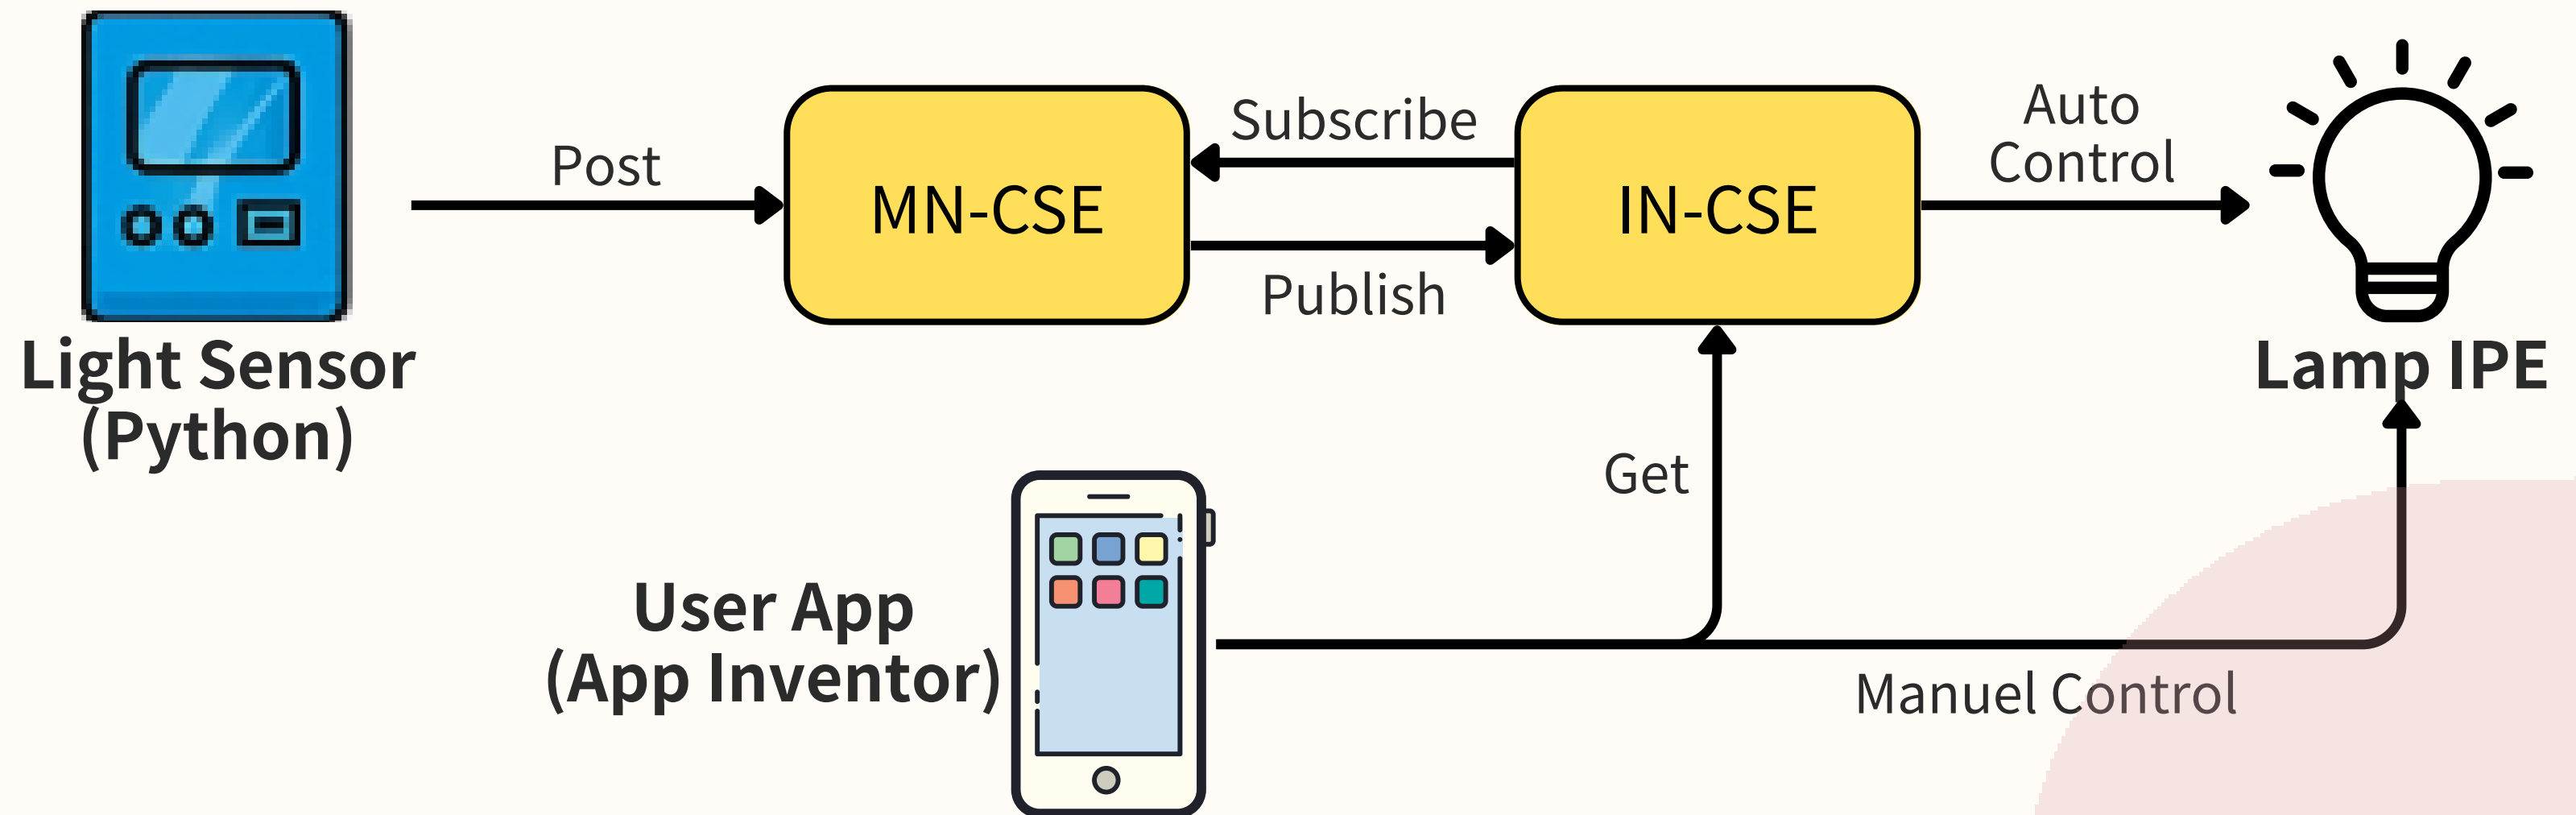 Light Sensor
(Python)
Post
MN-CSE
Subscribe
Publish
IN-CSE
Auto
Control
Lamp IPE
User App
(App Inventor)
Get
Manuel Control